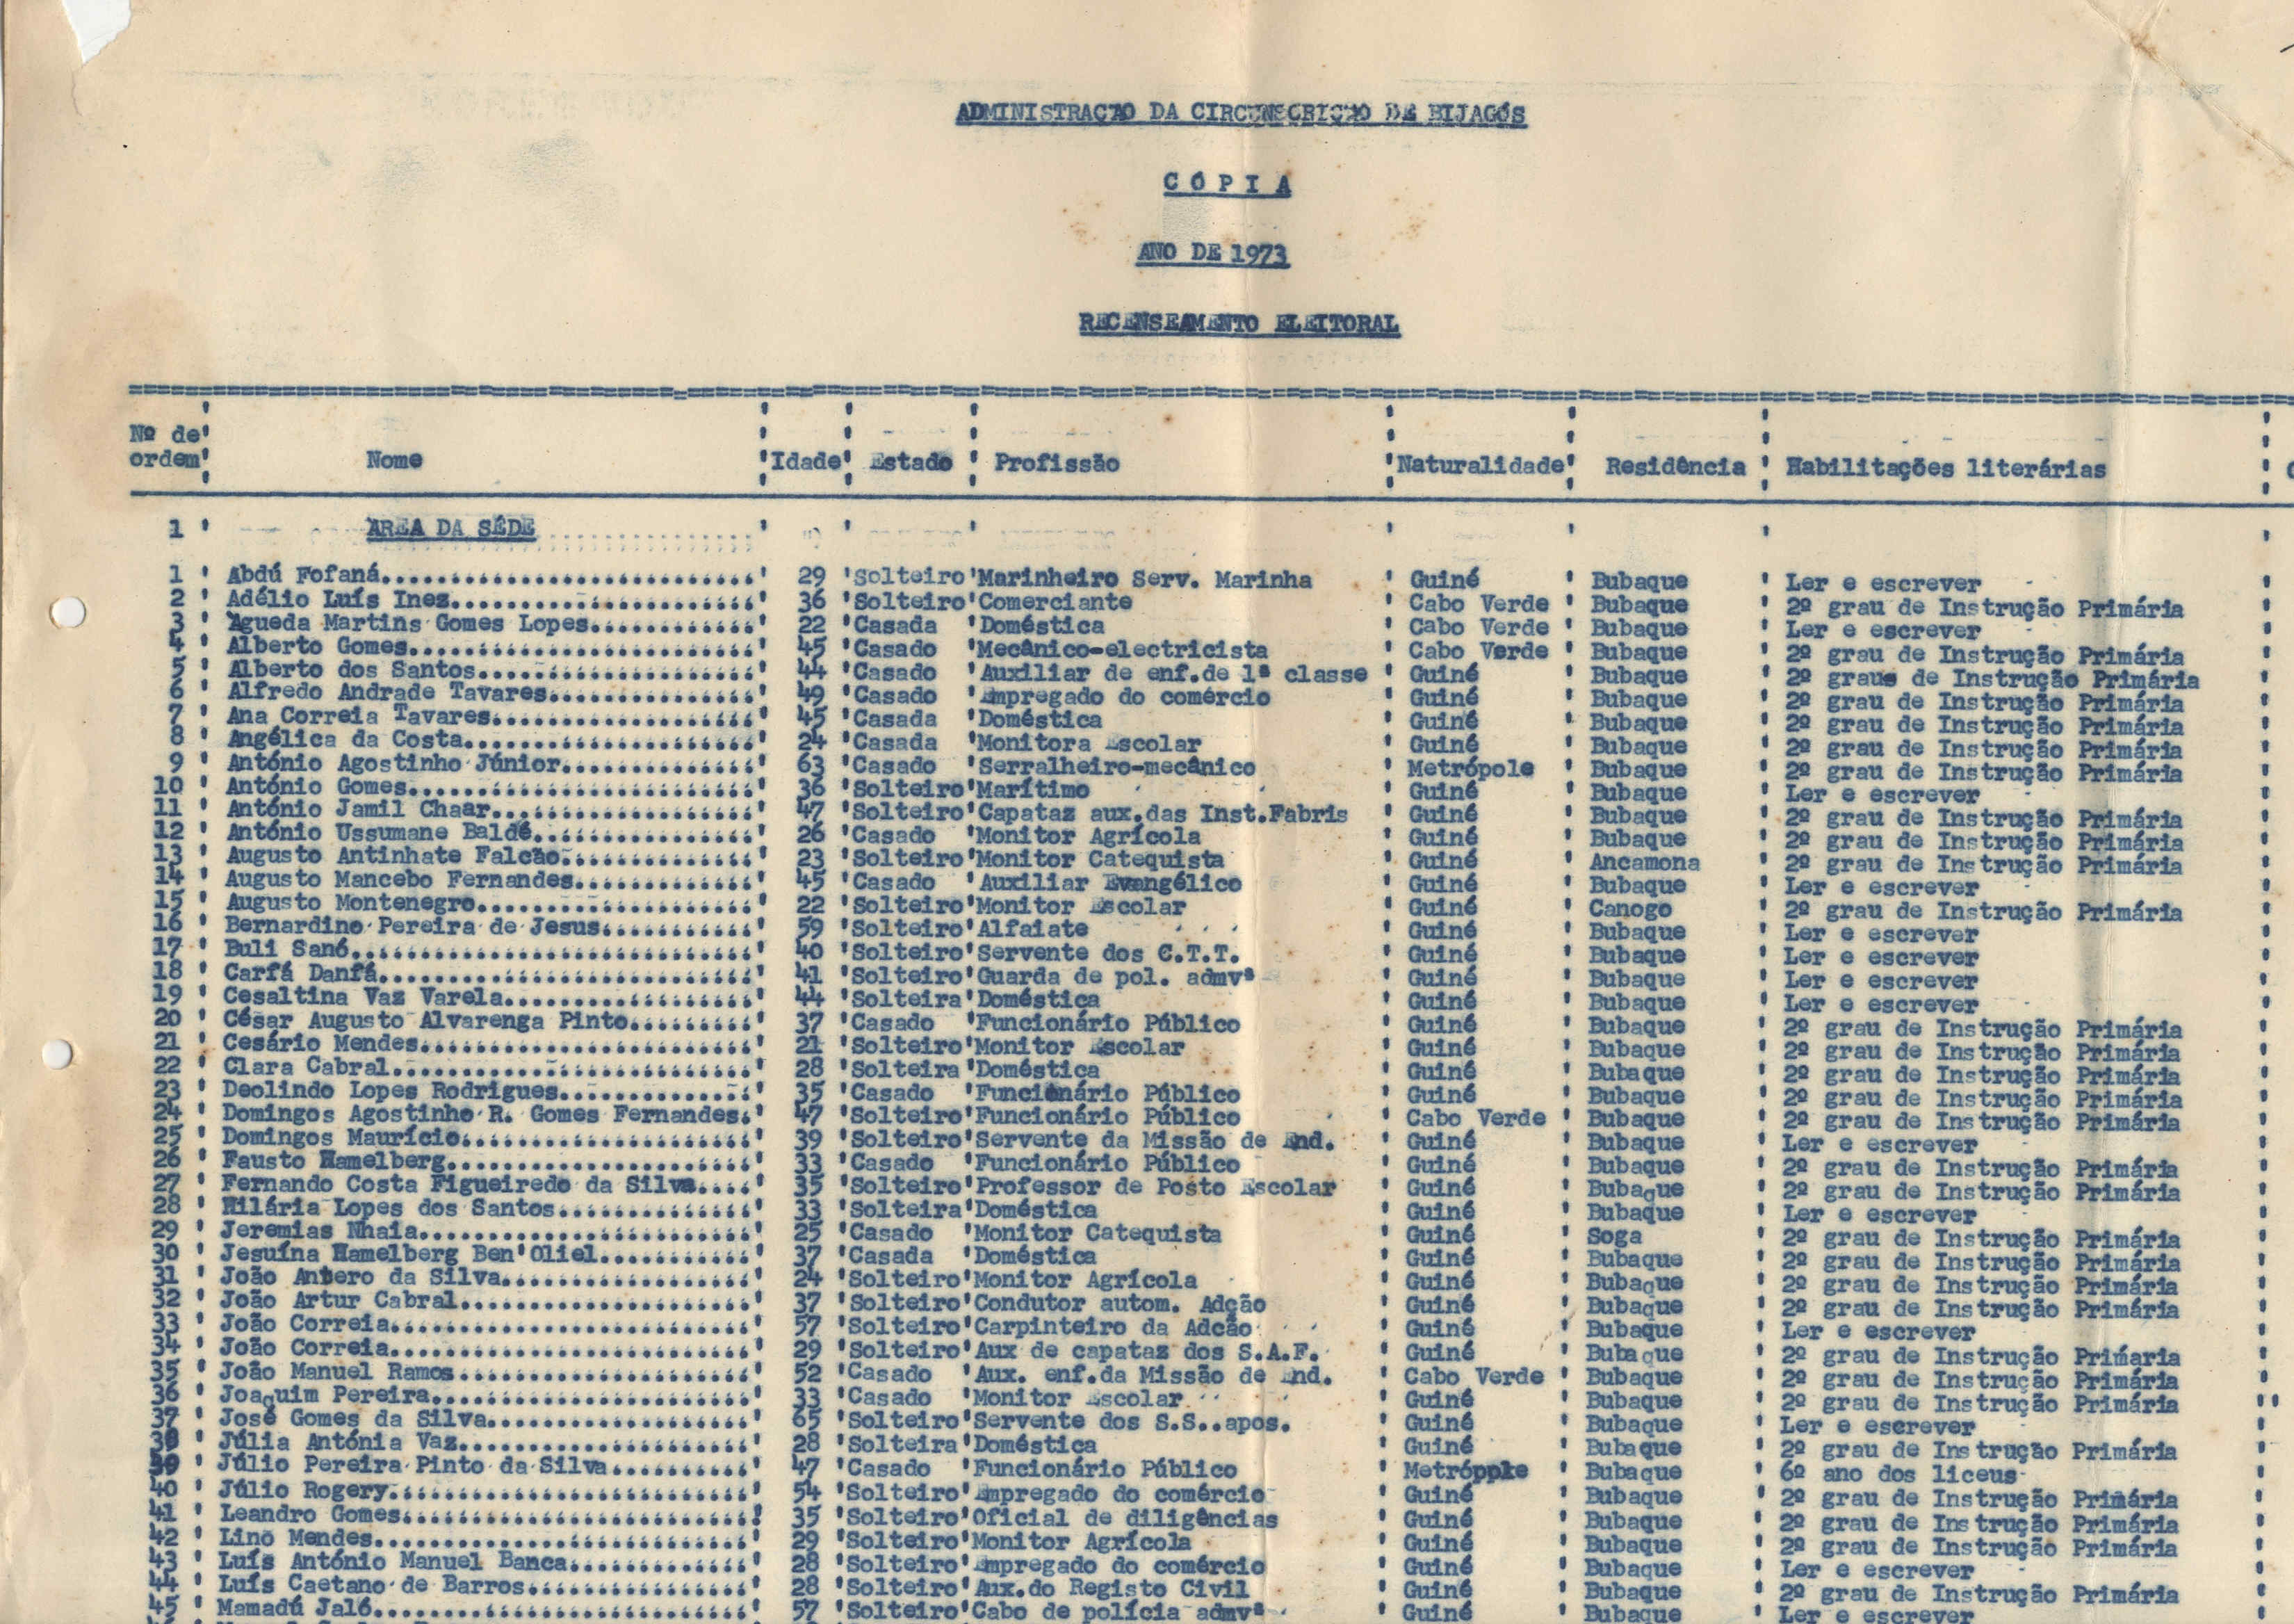 ADMINISTRAÇÃO DA CIRCUNSCRIÇÃO DE BIJAGÓS
CÓPIA
ANO DE 1973
RECENSEAMENTO ELEITORAL
Nº de ordem Nome Idade Estado Profissão Naturalidade Residência Habilitações literárias
1 AREA DA SÉDE
1 Abdú Fofaná 29 Solteiro Marinheiro Serv. Marinha Guiné Bubaque Ler e escrever
2 Adélio Luís Inez 36 Solteiro Comerciante Cabo Verde Bubaque 2º grau de Instrução Primária
3 Àgueda Martins Gomes Lopes 22 Casada Doméstica Cabo Verde Bubaque Ler e escrever
4 Alberto Gomes 45 Casado Mecânico-electricista Cabo Verde Bubaque 2º grau de Instrução Primária
5 Alberto dos Santos 44 Casado Auxiliar de enf.de 1ª classe Guiné Bubaque 2º graus de Instrução Primária
6 Alfredo Andrade Tavares 49 Casado Empregado do comércio Guiné Bubaque 2º grau de Instrução Primária
7 Ana Correia Tavares 45 Casada Doméstica Guiné Bubaque 2º grau de Instrução Primária
8 Angélica da Costa 24 Casada Monitora Escolar Guiné Bubaque 2º grau de Instrução Primária
9 António Agostinho Júnior 63 Casado Serralheiro-mecânico Metrópole Bubaque 2º grau de Instrução Primária
10 António Gomes 36 Solteiro Marítimo Guiné Bubaque Ler e escrever
11 António Jamil Chaar 47 Solteiro Capataz aux.das Inst.Fabris Guiné Bubaque 2º grau de Instrução Primária
12 António Ussumane Baldé 26 Casado Monitor Agrícola Guiné Bubaque 2º grau de Instrução Primária
13 Augusto Antinhate Falcão 23 Solteiro Monitor Catequista Guiné Ancamona 2º grau de Instrução Primária
14 Augusto Mancebo Fernandes 45 Casado Auxiliar Evangélico Guiné Bubaque Ler e escrever
15 Augusto Montenegro 22 Solteiro Monitor Escolar Guiné Canogo 2º grau de Instrução Primária
16 Bernardino Pereira de Jesus 59 Solteiro Alfaiate Guiné Bubaque Ler e escrever
17 Buli Sanó 40 Solteiro Servente dos C.T.T. Guiné Bubaque Ler e escrever
18 Carfá Danfá 41 Solteiro Guarda de pol. admvª Guiné Bubaque Ler e escrever
19 Cesaltina Vaz Varela 44 Solteira Doméstica Guiné Bubaque Ler e escrever
20 César Augusto Alvarenga Pinto 37 Casado Funcionário Público Guiné Bubaque 2º grau de Instrução Primária
21 Cesário Mendes 21 Solteiro Monitor Escolar Guiné Bubaque 2º grau de Instrução Primária
22 Clara Cabral 28 Solteira Doméstica Guiné Bubaque 2º grau de Instrução Primária
23 Deolindo Lopes Rodrigues 35 Casado Funcionário Público Guiné Bubaque 2º grau de Instrução Primária
24 Domingos Agostinho R. Gomes Fernandes. 47 Solteiro Funcionário Público Cabo Verde Bubaque 2º grau de Instrução Primária
25 Domingos Maurício 39 Solteiro Servente da Missão de End. Guiné Bubaque Ler e escrever
26 Fausto Hamelberg 33 Casado Funcionário Público Guiné Bubaque 2º grau de Instrução Primária
27 Fernando Costa Figueiredo da Silva 35 Solteiro Professor de Posto Escolar Guiné Bubaque 2º grau de Instrução Primária
28 Hilária Lopes dos Santos 33 Solteira Doméstica Guiné Bubaque Ler e escrever
29 Jeremias Nhaia 25 Casado Monitor Catequista Guiné Soga 2º grau de Instrução Primária
30 Jesuína Hamelberg Ben'Oliel 37 Casada Doméstica Guiné Bubaque 2º grau de Instrução Primária
31 João Antero da Silva 24 Solteiro Monitor Agrícola Guiné Bubaque 2º grau de Instrução Primária
32 João Artur Cabral 37 Solteiro Condutor autom. Adção Guiné Bubaque 2º grau de Instrução Primária
33 João Correia 57 Solteiro Carpinteiro da Adcão Guiné Bubaque Ler e escrever
34 João Correia 29 Solteiro Aux de capataz dos S.A.F. Guiné Bubaque 2º grau de Instrução Primária
35 João Manuel Ramos 52 Casado Aux. enf.da Missão de End. Cabo Verde Bubaque 2º grau de Instrução Primária
36 Joaquim Pereira 33 Casado Monitor Escolar Guiné Bubaque 2º grau de Instrução Primária "
37 José Gomes da Silva 65 Solteiro Servente dos S.S..apos. Guiné Bubaque Ler e escrever
38 Júlia Antónia Vaz 28 Solteira Doméstica Guiné Bubaque 2º grau de Instrução Primária
39 Júlio Pereira Pinto da Silva 47 Casado Funcionário Público Metrópple Bubaque 6º ano dos liceus
40 Júlio Rogery 54 Solteiro Empregado do comércio Guiné Bubaque 2º grau de Instrução Primária
41 Leandro Gomes 35 Solteiro Oficial de diligências Guiné Bubaque 2º grau de Instrução Primária
42 Lino Mendes 29 Solteiro Monitor Agrícola Guiné Bubaque 2º grau de Instrução Primária
43 Luís António Manuel Banca 28 Solteiro Empregado do comércio Guiné Bubaque Ler e escrever
44 Luís Caetano de Barros 28 Solteiro Aux.do Registo Civil Guiné Bubaque 2º grau de Instrução Primária
45 Mamadú Jaló 57 Solteiro Cabo de polícia admvª Guiné Bubaque Ler e escrever